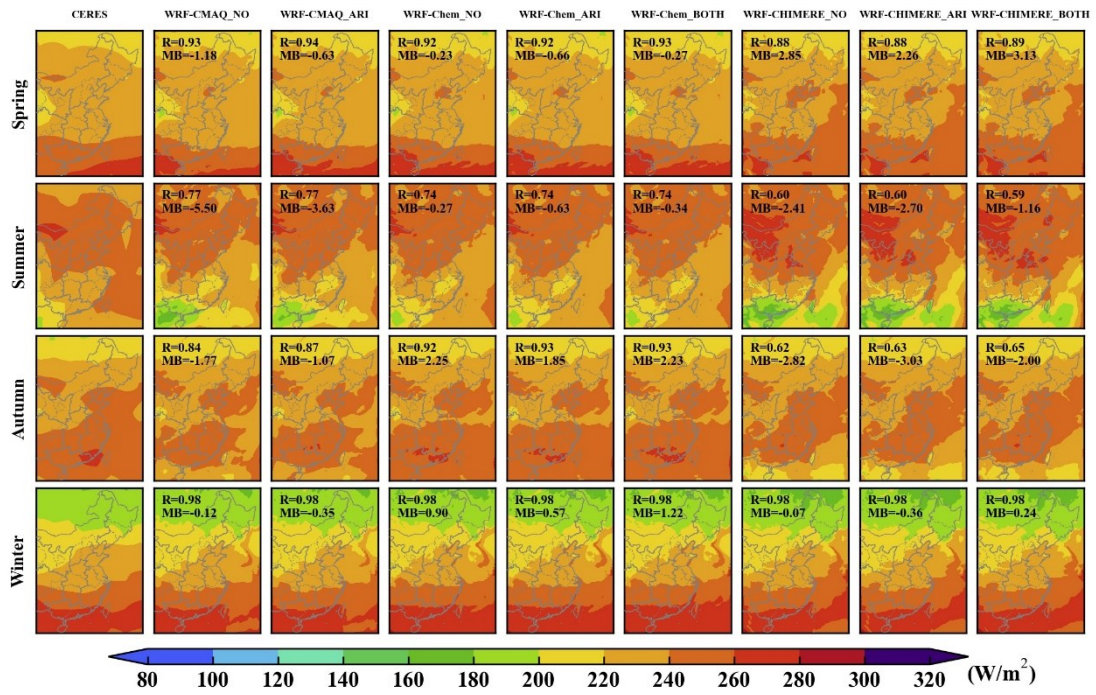 CERES WRF-CMAQ_NO WRF-CMAQ_ARI WRF-Chem_NO WRF-Chem_ARI WRF-Chem_BOTH WRF-CHIMERE_NO WRF-CHIMERE_ARI WRF-CHIMERE_BOTH
Spring
R=0.93 R=0.94 R=0.92 R=0.92 R=0.93 R=0.88 R=0.88 R=0.89
MB=-1.18 MB=-0.63 MB=-0.23 MB=-0.66 MB=-0.27 MB=2.85 MB=2.26 MB=3.13
Summer
R=0.77 R=0.77 R=0.74 R=0.74 R=0.74 R=0.60 R=0.60 R=0.59
MB=-5.50 MB=-3.63 MB=-0.27 MB=-0.63 MB=-0.34 MB=-2.41 MB=-2.70 MB=-1.16
Autumn
R=0.84 R=0.87 R=0.92 R=0.93 R=0.93 R=0.62 R=0.63 R=0.65
MB=-1.77 MB=-1.07 MB=2.25 MB=1.85 MB=2.23 MB=-2.82 MB=-3.03 MB=-2.00
Winter
R=0.98 R=0.98 R=0.98 R=0.98 R=0.98 R=0.98 R=0.98 R=0.98
MB=-0.12 MB=-0.35 MB=0.90 MB=0.57 MB=1.22 MB=-0.07 MB=-0.36 MB=0.24
80 100 120 140 160 180 200 220 240 260 280 300 320 (W/m²)